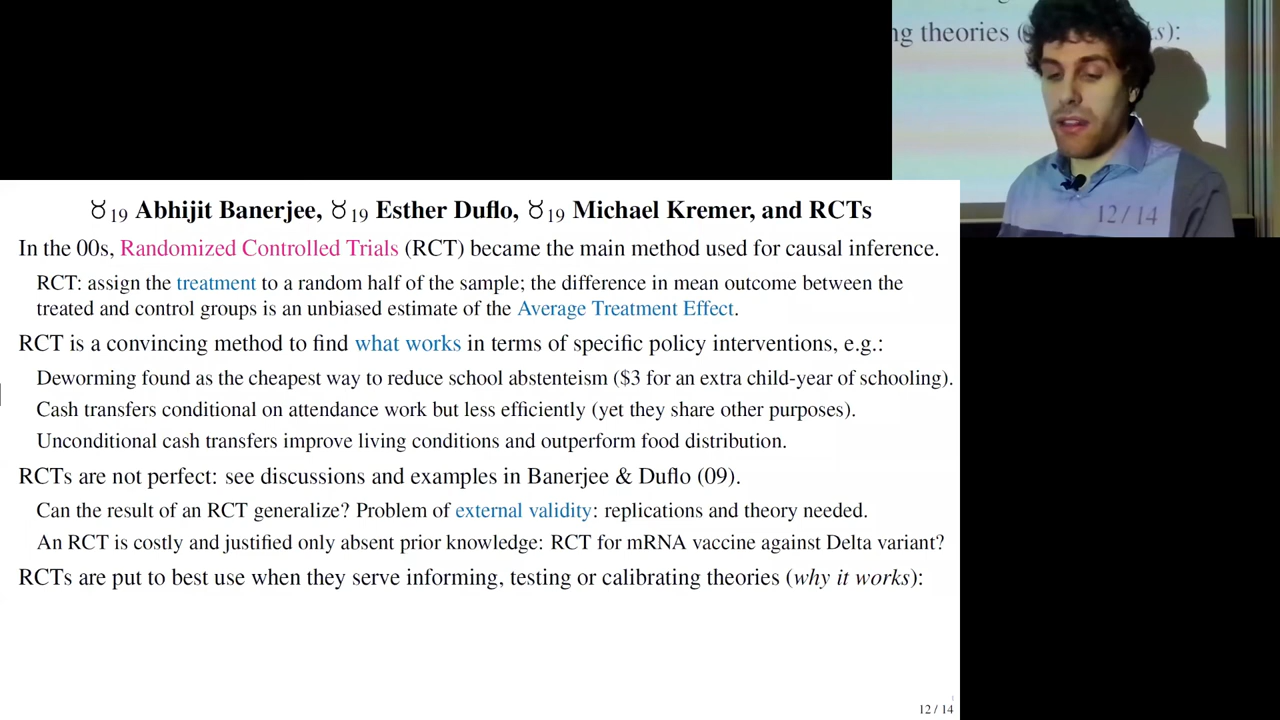 ng theories (
s):
12 / 14
♉19 Abhijit Banerjee, ♉19 Esther Duflo, ♉19 Michael Kremer, and RCTs
In the 00s, Randomized Controlled Trials (RCT) became the main method used for causal inference.
RCT: assign the treatment to a random half of the sample; the difference in mean outcome between the
treated and control groups is an unbiased estimate of the Average Treatment Effect.
RCT is a convincing method to find what works in terms of specific policy interventions, e.g.:
Deworming found as the cheapest way to reduce school abstenteism ($3 for an extra child-year of schooling).
Cash transfers conditional on attendance work but less efficiently (yet they share other purposes).
Unconditional cash transfers improve living conditions and outperform food distribution.
RCTs are not perfect: see discussions and examples in Banerjee & Duflo (09).
Can the result of an RCT generalize? Problem of external validity: replications and theory needed.
An RCT is costly and justified only absent prior knowledge: RCT for mRNA vaccine against Delta variant?
RCTs are put to best use when they serve informing, testing or calibrating theories (why it works):
12 / 14